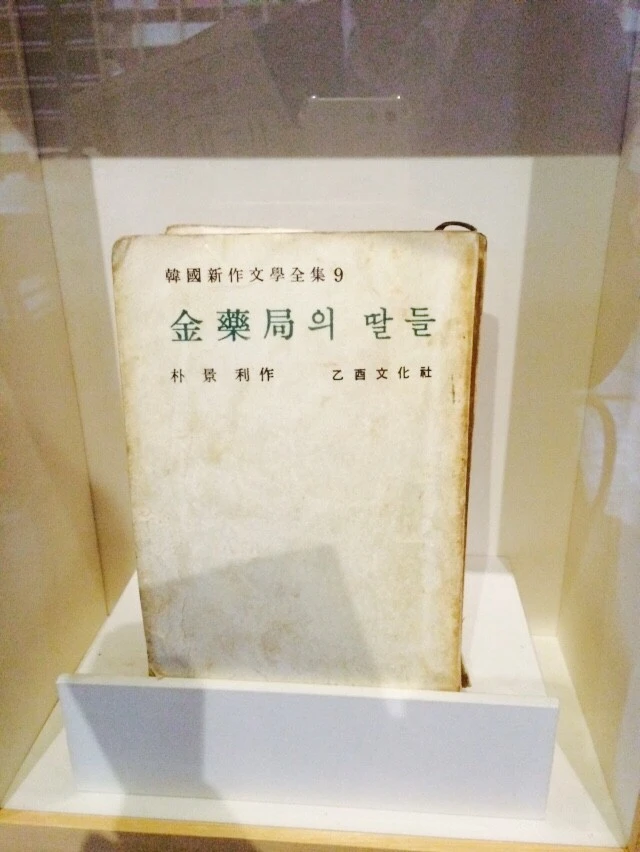 韓國新作文學全集 9
金藥局의 딸들
朴景利作 乙酉文化社